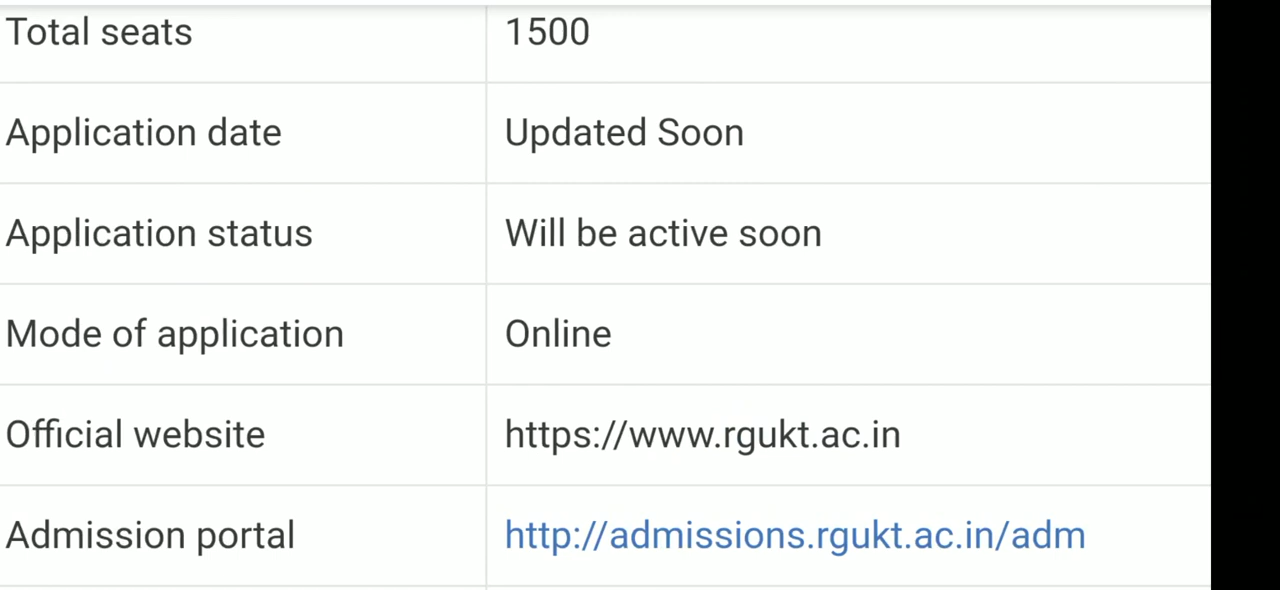 Total seats 1500
Application date Updated Soon
Application status Will be active soon
Mode of application Online
Official website https://www.rgukt.ac.in
Admission portal http://admissions.rgukt.ac.in/adm